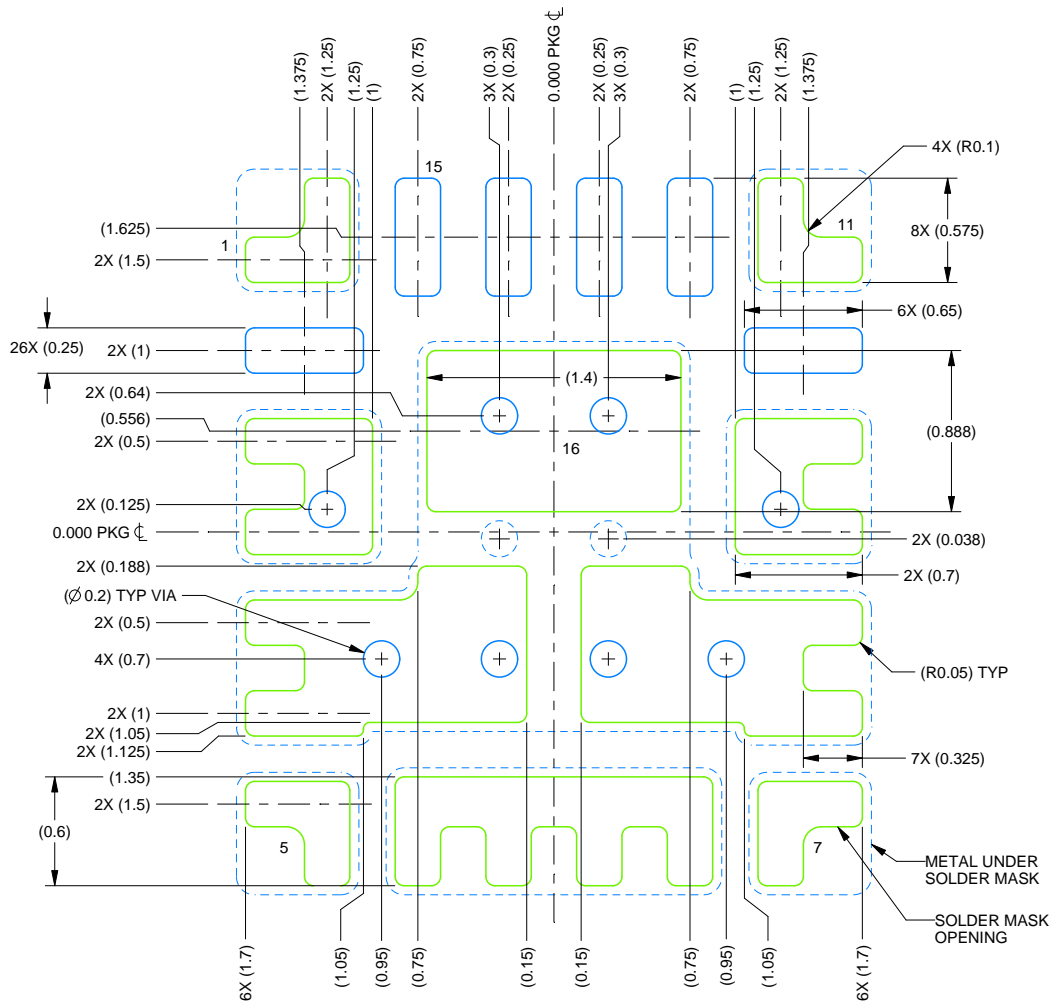 0.000 PKG ℄
(1.375)
2X (1.25)
(1.25)
(1)
2X (0.75)
3X (0.3)
2X (0.25)
2X (0.25)
3X (0.3)
2X (0.75)
(1)
(1.25)
2X (1.25)
(1.375)
4X (R0.1)
15
(1.625)
1
11
8X (0.575)
2X (1.5)
6X (0.65)
26X (0.25)
2X (1)
(1.4)
2X (0.64)
(0.556)
2X (0.5)
16
(0.888)
2X (0.125)
0.000 PKG ℄
2X (0.038)
2X (0.188)
2X (0.7)
(Ø 0.2) TYP VIA
2X (0.5)
4X (0.7)
(R0.05) TYP
2X (1)
2X (1.05)
2X (1.125)
7X (0.325)
(1.35)
2X (1.5)
(0.6)
5
7
METAL UNDER
SOLDER MASK
SOLDER MASK
OPENING
6X (1.7)
(1.05)
(0.95)
(0.75)
(0.15)
(0.15)
(0.75)
(0.95)
(1.05)
6X (1.7)